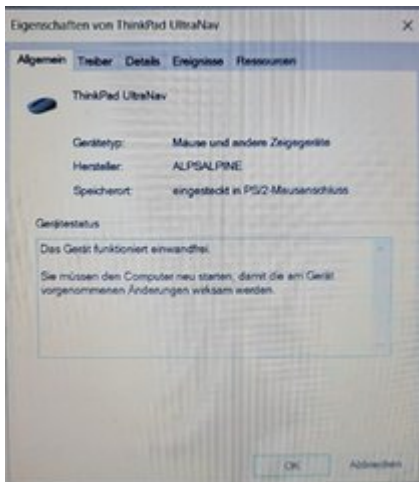 Eigenschaften von ThinkPad UltraNav
Allgemein Treiber Details Ereignisse Ressourcen
ThinkPad UltraNav
Gerätetyp: Mäuse und andere Zeigegeräte
Hersteller: ALPSALPINE
Speicherort: eingesteckt in PS/2-Mausanschluss
Gerätestatus
Das Gerät funktioniert einwandfrei.
Sie müssen den Computer neu starten, damit die am Gerät
vorgenommenen Änderungen wirksam werden.
OK Abbrechen